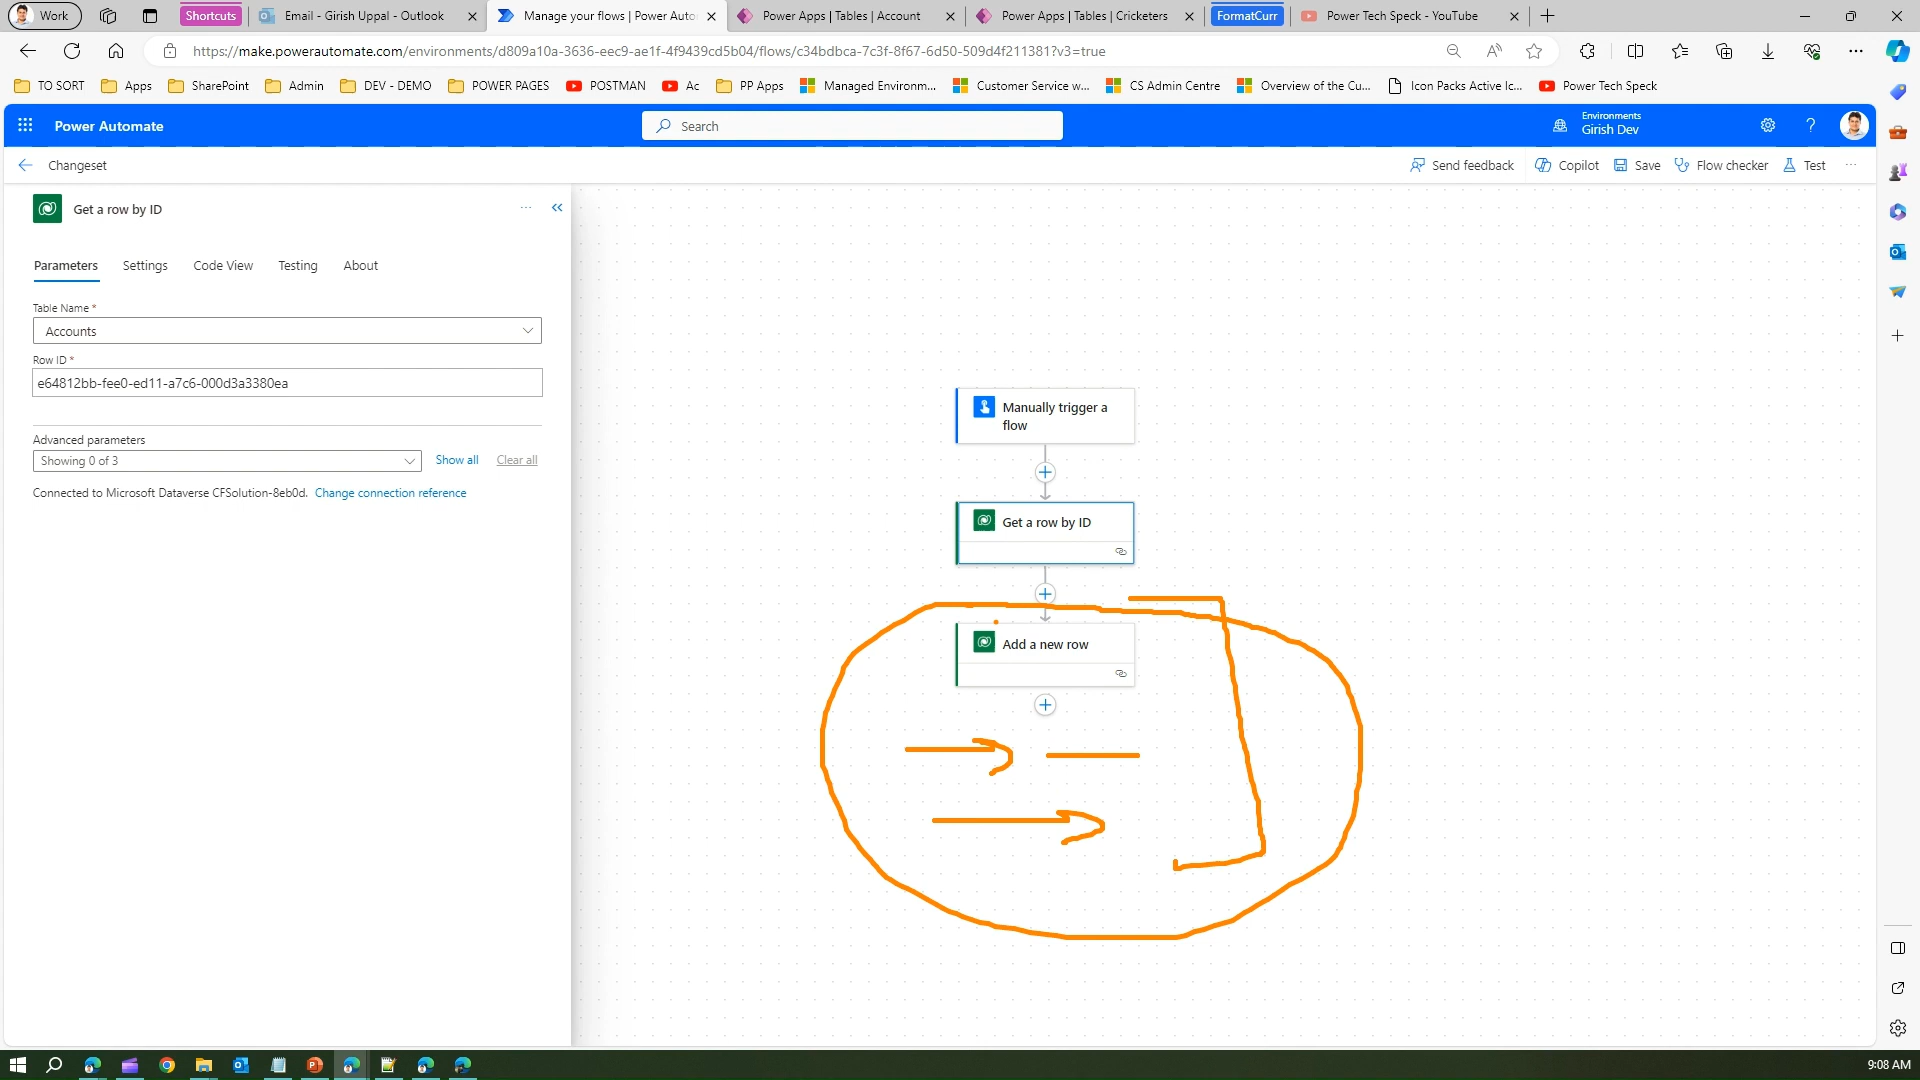 Work
Shortcuts
Email - Girish Uppal - Outlook
Manage your flows | Power Auto
Power Apps | Tables | Account
Power Apps | Tables | Cricketers
FormatCurr
Power Tech Speck - YouTube
https://make.powerautomate.com/environments/d809a10a-3636-eec9-ae1f-4f9439cd5b04/flows/c34bdbca-7c3f-8f67-6d50-509d4f211381?v3=true
TO SORT
Apps
SharePoint
Admin
DEV - DEMO
POWER PAGES
POSTMAN
Ac
PP Apps
Managed Environm...
Customer Service w...
CS Admin Centre
Overview of the Cu...
Icon Packs Active Ic...
Power Tech Speck
Power Automate
Search
Environments
Girish Dev
Changeset
Send feedback
Copilot
Save
Flow checker
Test
Get a row by ID
Parameters
Settings
Code View
Testing
About
Table Name *
Accounts
Row ID *
e64812bb-fee0-ed11-a7c6-000d3a3380ea
Advanced parameters
Showing 0 of 3
Show all
Clear all
Connected to Microsoft Dataverse CFSolution-8eb0d. Change connection reference
Manually trigger a
flow
Get a row by ID
Add a new row
9:08 AM